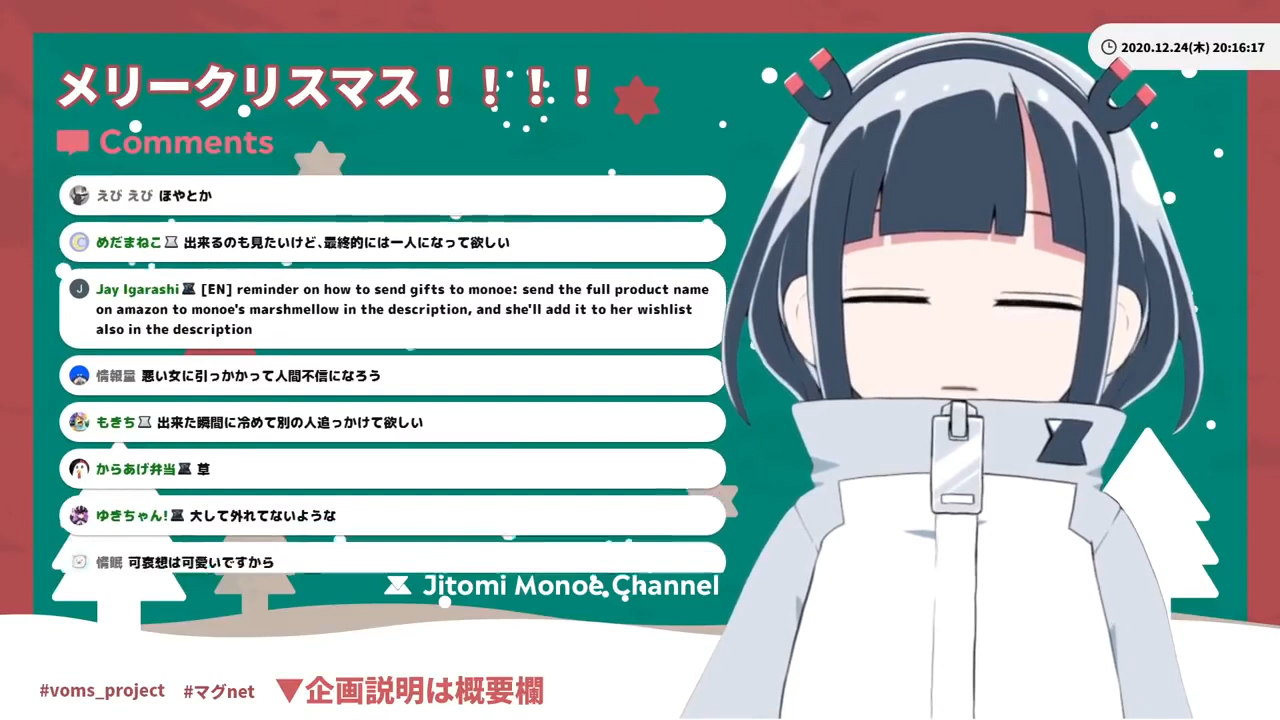 2020.12.24(木) 20:16:17
メリークリスマス！！！！
Comments
えび えび ほやとか
めだまねこ 出来るのも見たいけど、最終的には一人になって欲しい
Jay Igarashi [EN] reminder on how to send gifts to monoe: send the full product name
on amazon to monoe's marshmellow in the description, and she'll add it to her wishlist
also in the description
情報量 悪い女に引っかかって人間不信になろう
もきち 出来た瞬間に冷めて別の人追っかけて欲しい
からあげ弁当 草
ゆきちゃん! 大して外れてないような
惰眠 可哀想は可愛いですから
Jitomi Monoe Channel
#voms_project #マグnet ▼企画説明は概要欄